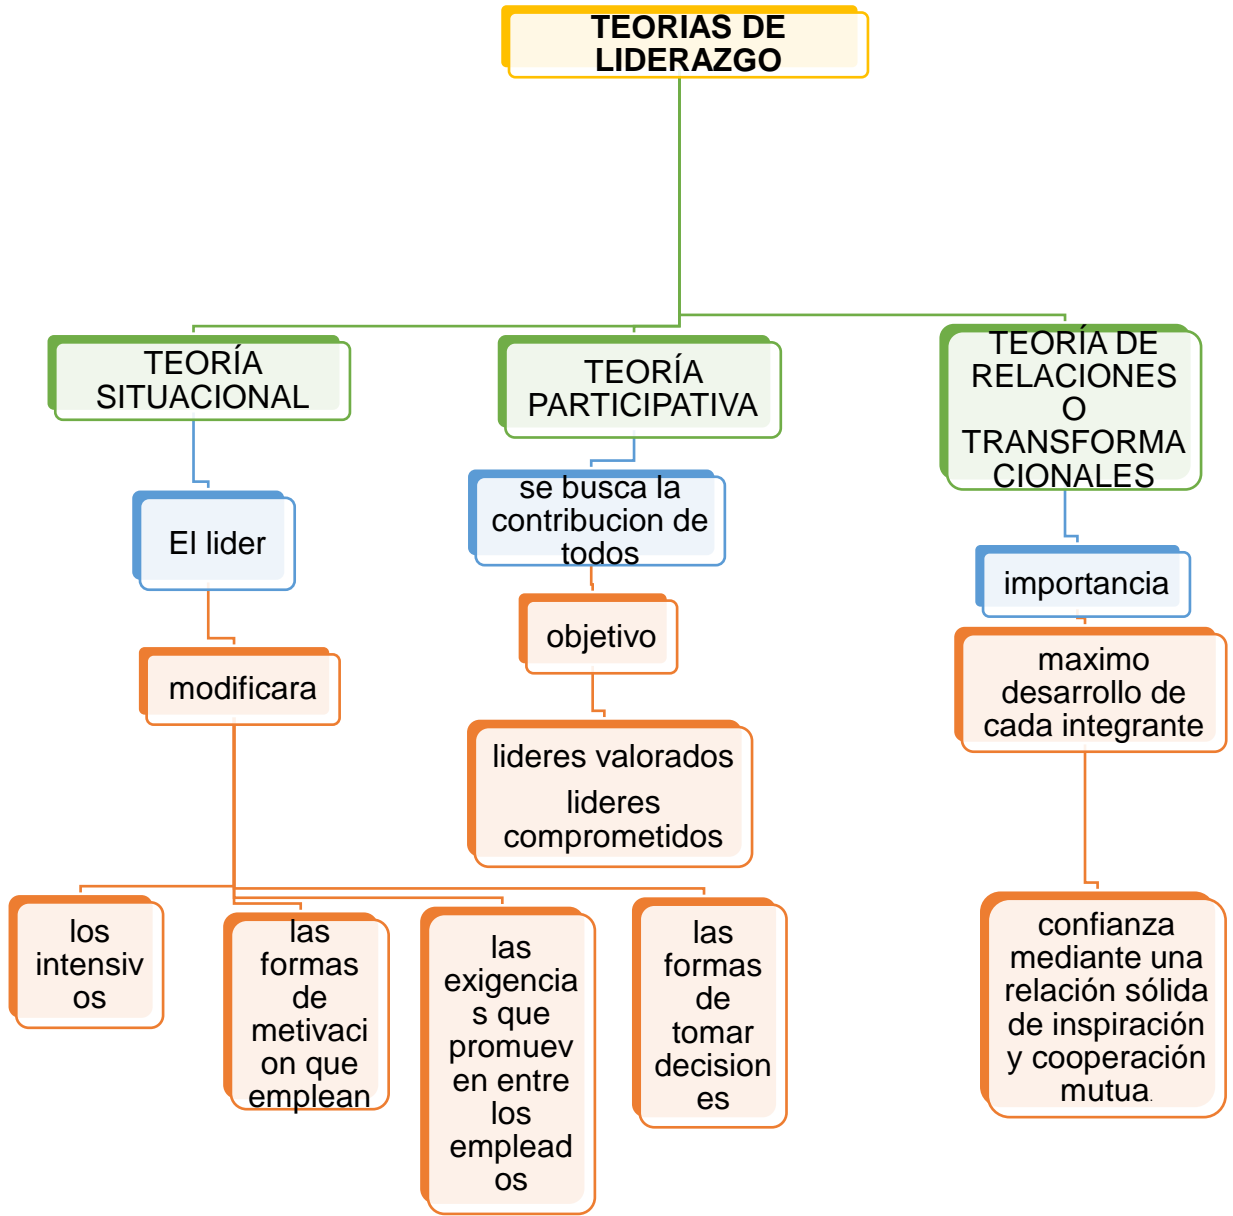 TEORIAS DE
LIDERAZGO
TEORÍA
SITUACIONAL
TEORÍA
PARTICIPATIVA
TEORÍA DE
RELACIONES
O
TRANSFORMA
CIONALES
El lider
se busca la
contribucion de
todos
importancia
modificara
objetivo
maximo
desarrollo de
cada integrante
lideres valorados
lideres
comprometidos
los
intensiv
os
las
formas
de
metivaci
on que
emplean
las
exigencia
s que
promuev
en entre
los
emplead
os
las
formas
de
tomar
decision
es
confianza
mediante una
relación sólida
de inspiración
y cooperación
mutua.